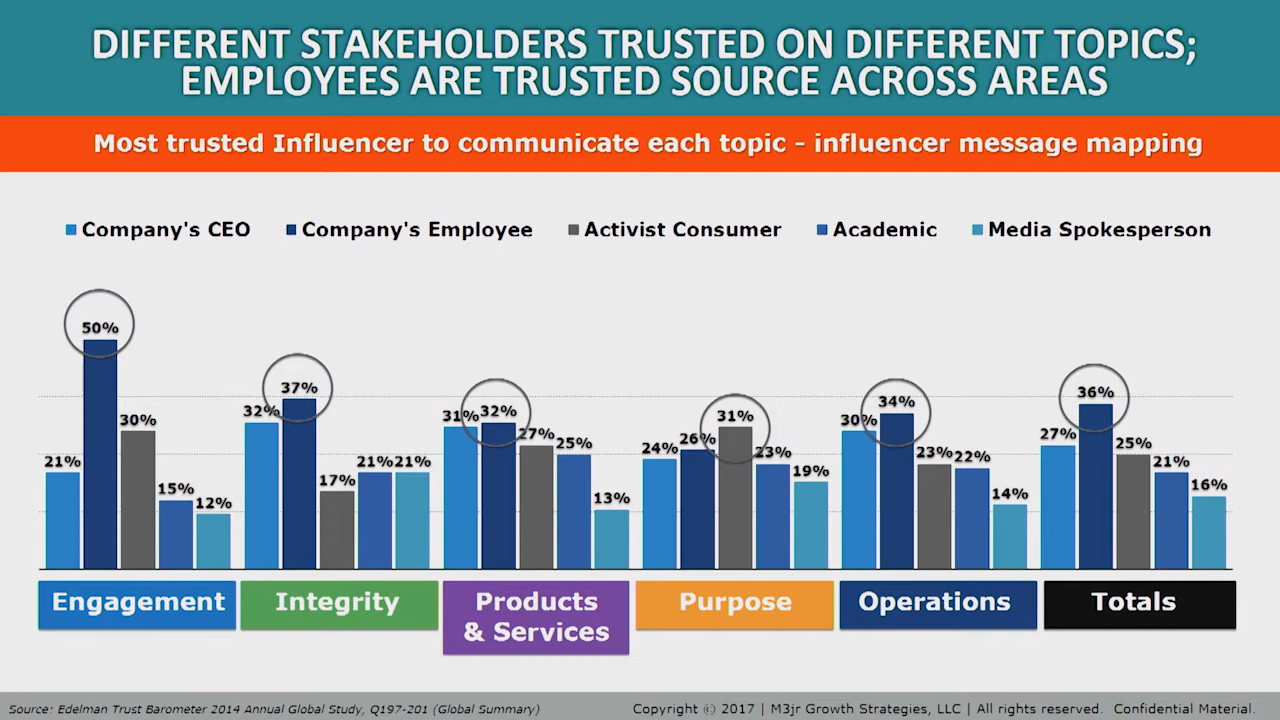 DIFFERENT STAKEHOLDERS TRUSTED ON DIFFERENT TOPICS;
EMPLOYEES ARE TRUSTED SOURCE ACROSS AREAS
Most trusted Influencer to communicate each topic - influencer message mapping
Company's CEO Company's Employee Activist Consumer Academic Media Spokesperson
21% 50% 30% 15% 12%
32% 37% 17% 21% 21%
31% 32% 27% 25% 13%
24% 26% 31% 23% 19%
30% 34% 23% 22% 14%
27% 36% 25% 21% 16%
Engagement
Integrity
Products
& Services
Purpose
Operations
Totals
Source: Edelman Trust Barometer 2014 Annual Global Study, Q197-201 (Global Summary)
Copyright © 2017 | M3jr Growth Strategies, LLC | All rights reserved. Confidential Material.